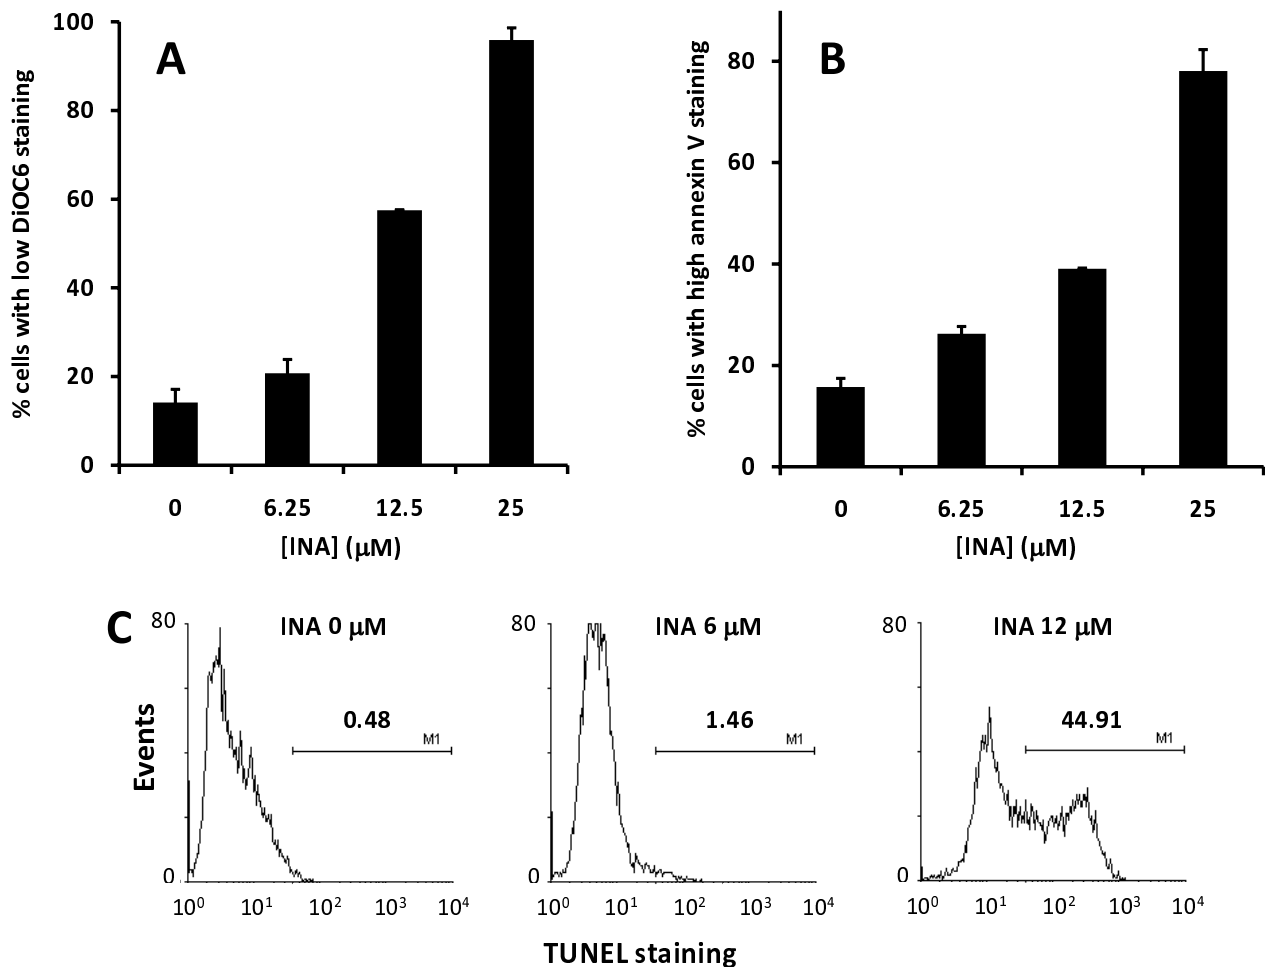 A
% cells with low DiOC6 staining
100
80
60
40
20
0
0 6.25 12.5 25
[INA] (µM)
B
% cells with high annexin V staining
80
60
40
20
0
0 6.25 12.5 25
[INA] (µM)
C
Events
80
0
INA 0 µM
0.48
M1
10⁰ 10¹ 10² 10³ 10⁴
80
0
INA 6 µM
1.46
M1
10⁰ 10¹ 10² 10³ 10⁴
80
0
INA 12 µM
44.91
M1
10⁰ 10¹ 10² 10³ 10⁴
TUNEL staining